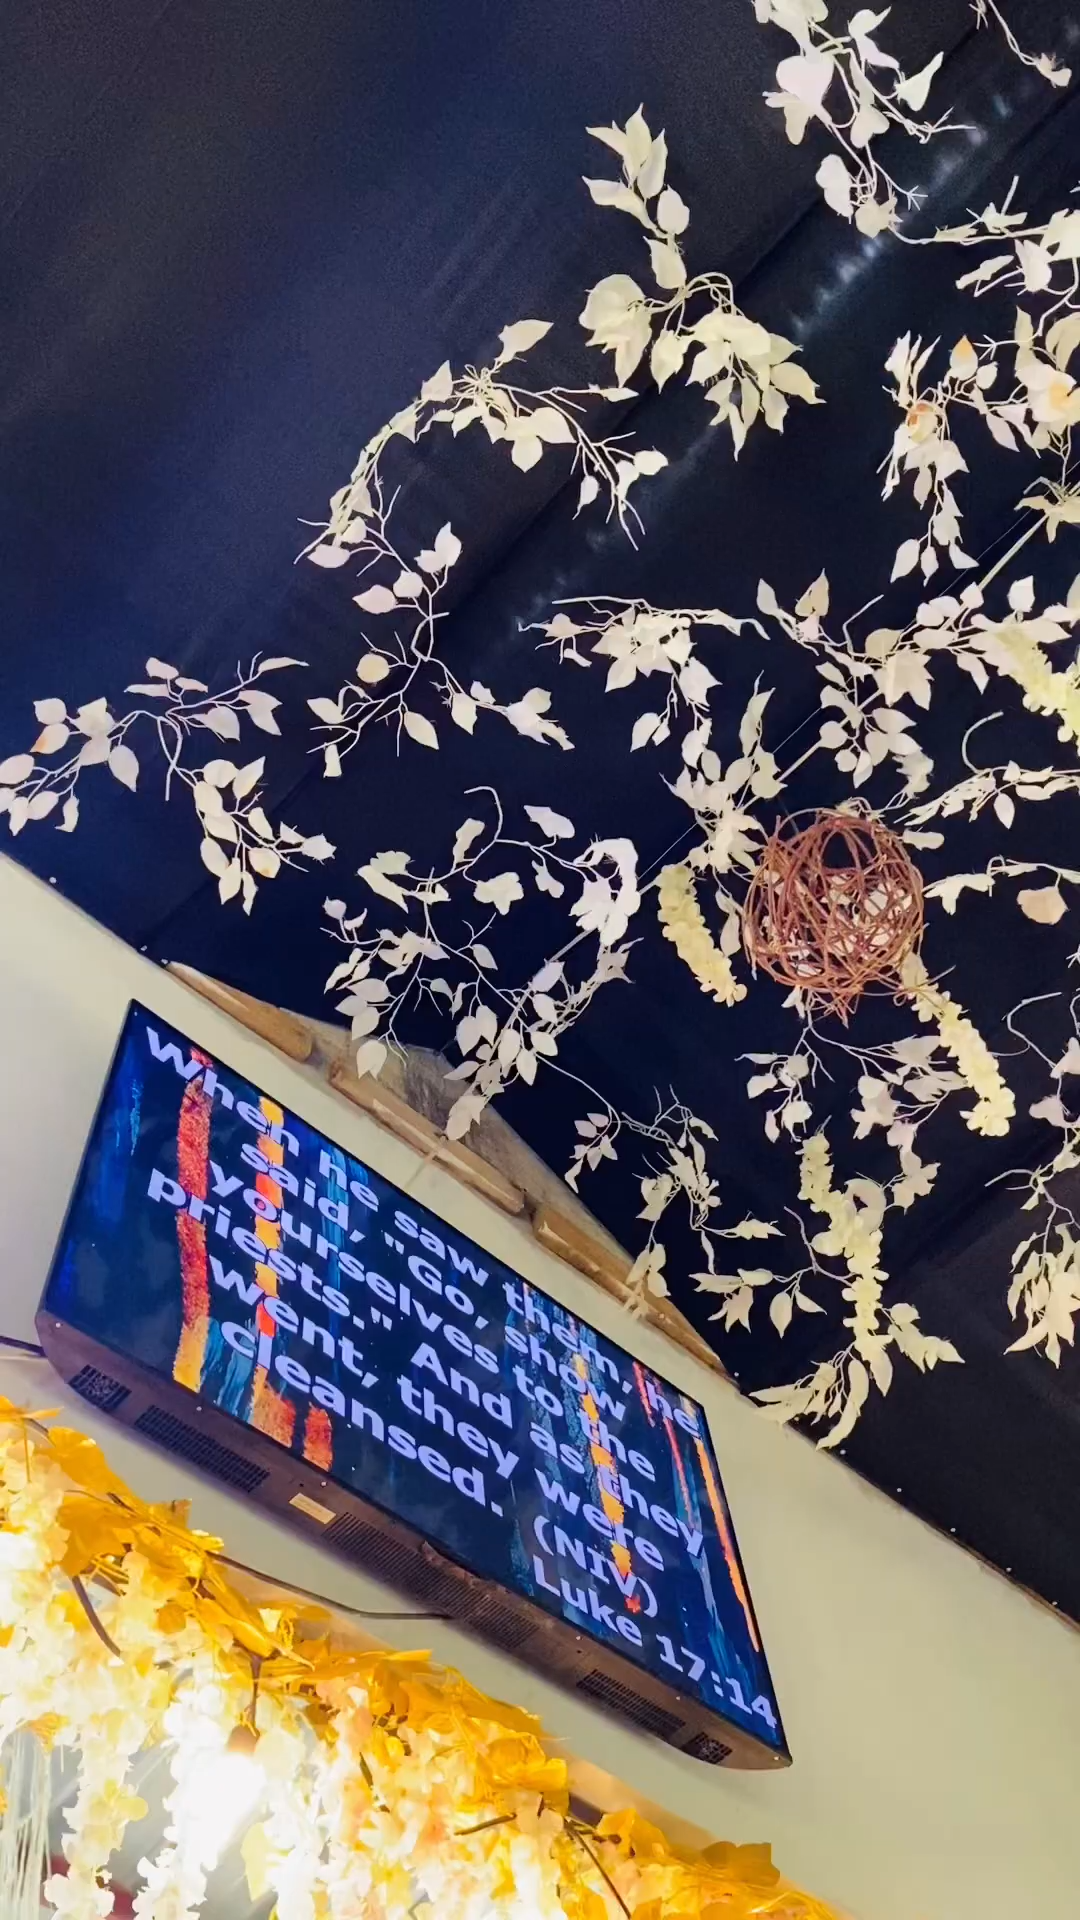 When he saw them, he
said, "Go, show
yourselves to the
priests." And as they
went, they were
cleansed. (NIV)
Luke 17:14